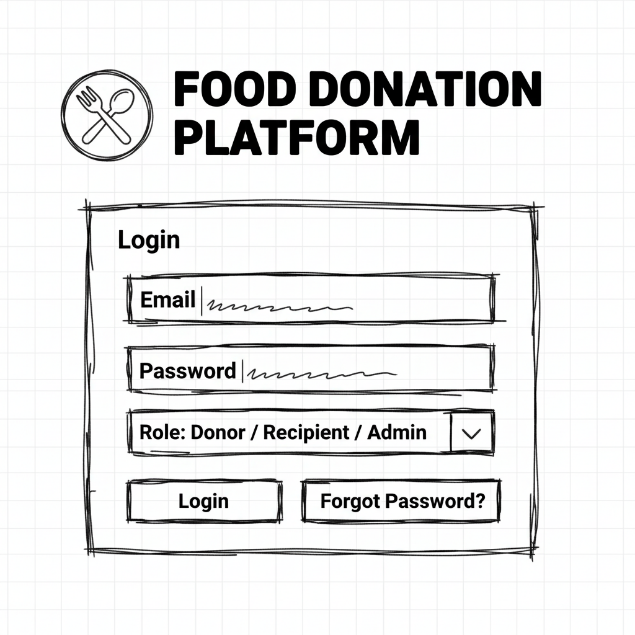 FOOD DONATION
PLATFORM
Login
Email
Password
Role: Donor / Recipient / Admin
Login
Forgot Password?